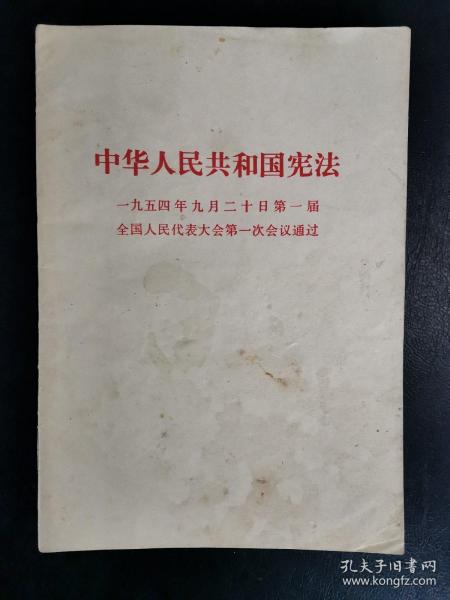 中华人民共和国宪法
一九五四年九月二十日第一届
全国人民代表大会第一次会议通过
孔夫子旧书网
www.kongfz.com